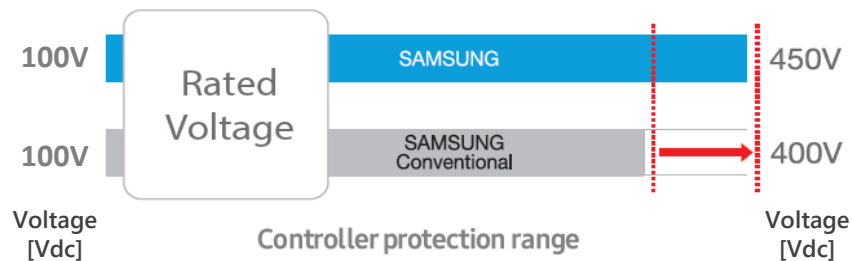 100V
SAMSUNG
450V
Rated
Voltage
100V
SAMSUNG
Conventional
400V
Voltage
[Vdc]
Controller protection range
Voltage
[Vdc]